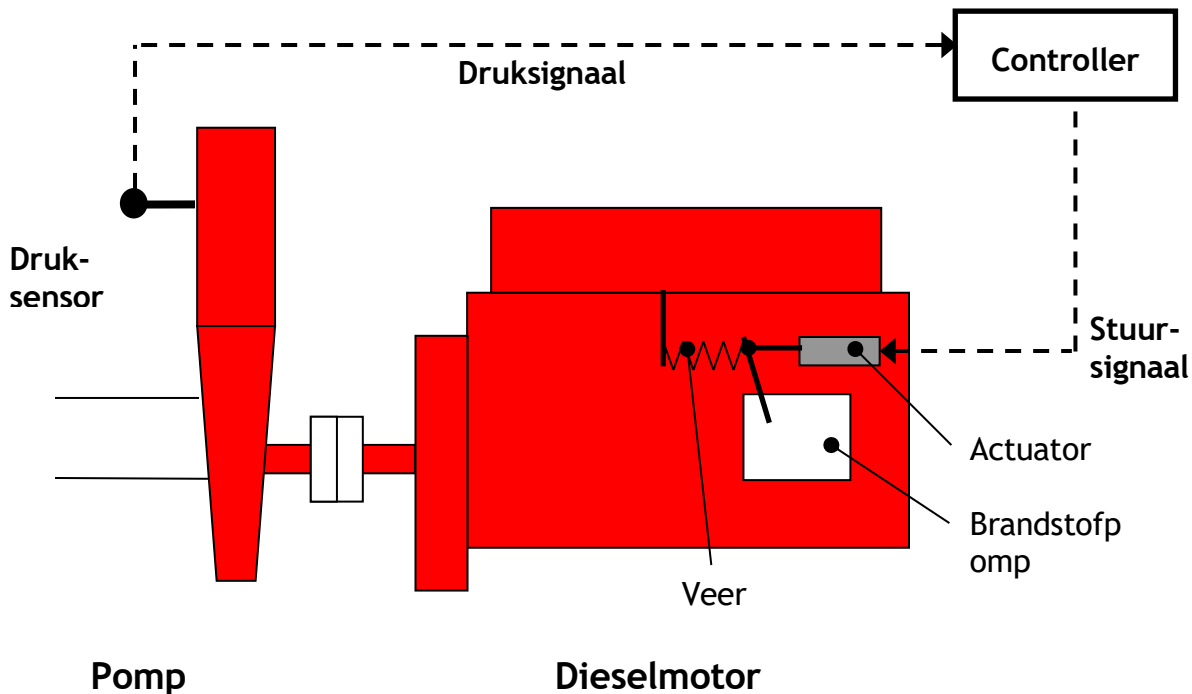 Controller
Druksignaal
Druk-
sensor
Stuur-
signaal
Actuator
Brandstofp
omp
Veer
Pomp
Dieselmotor